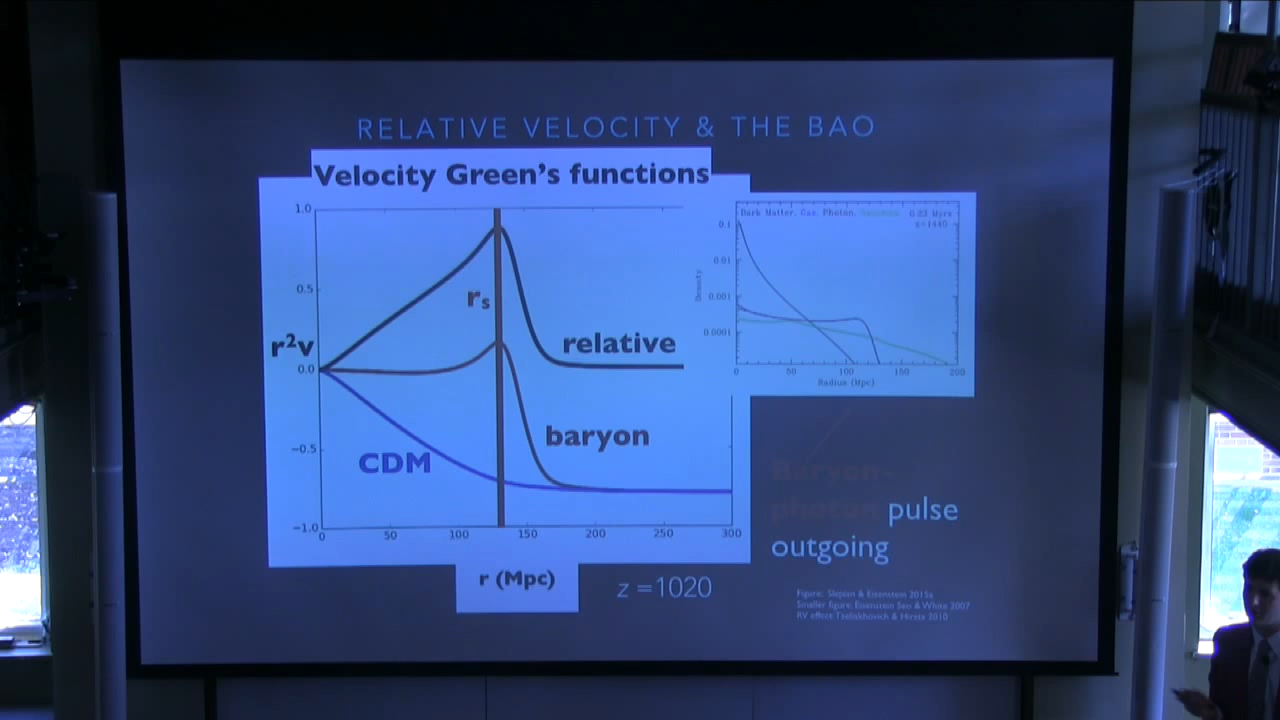 RELATIVE VELOCITY & THE BAO
Velocity Green's functions
1.0
0.5
0.0
−0.5
−1.0
r²v
rs
relative
baryon
CDM
0 50 100 150 200 250 300
r (Mpc)
z =1020
Dark Matter, Gas, Photon, Neutrino 0.23 Myrs
z=1440
0.1
0.01
0.001
0.0001
Density
0 50 100 150 200
Radius (Mpc)
Baryon-
photon pulse
outgoing
Figure: Slepian & Eisenstein 2015a
Smaller figure: Eisenstein Seo & White 2007
RV effect: Tseliakhovich & Hirata 2010